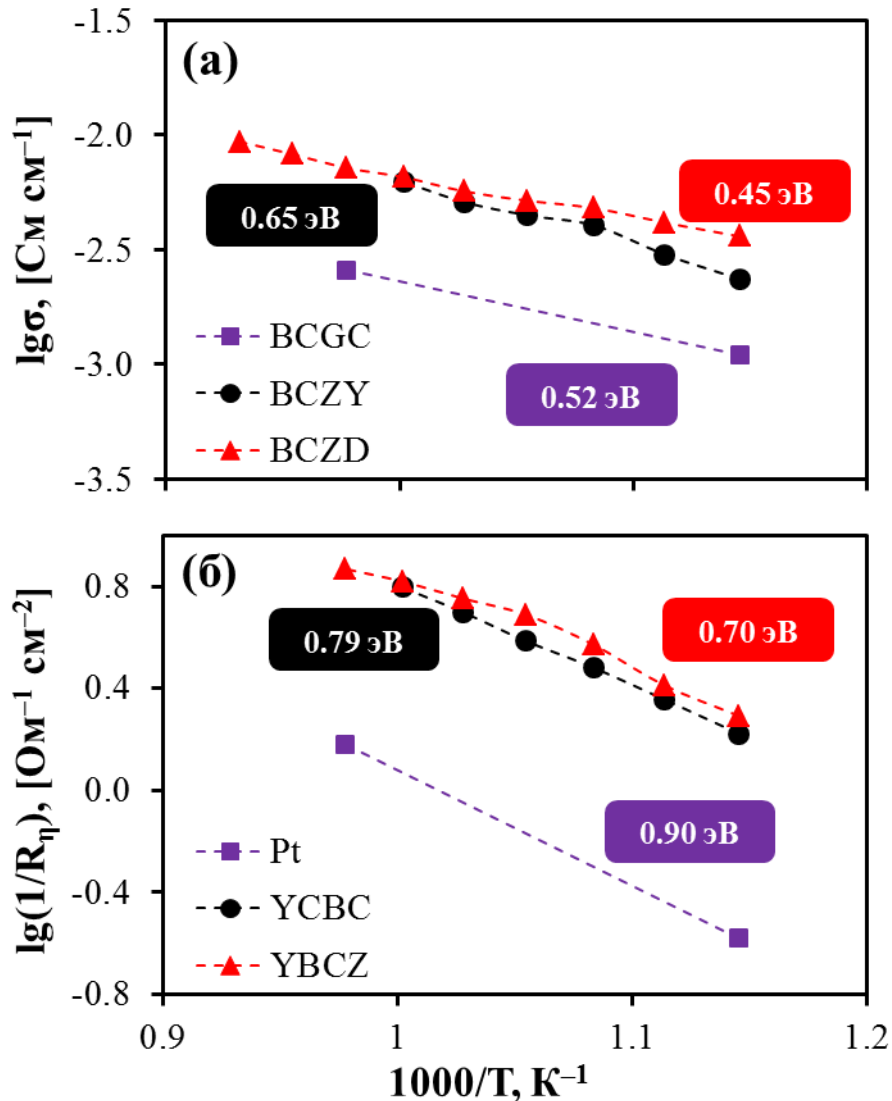 -1.5
(а)
-2.0
lgσ, [См см⁻¹]
0.45 эВ
0.65 эВ
-2.5
BCGC
-3.0
BCZY
0.52 эВ
BCZD
-3.5
(б)
0.8
0.79 эВ
0.70 эВ
0.4
lg(1/Rη), [Ом⁻¹ см⁻²]
0.0
Pt
0.90 эВ
-0.4
YCBC
YBCZ
-0.8
0.9 1 1.1 1.2
1000/T, К⁻¹